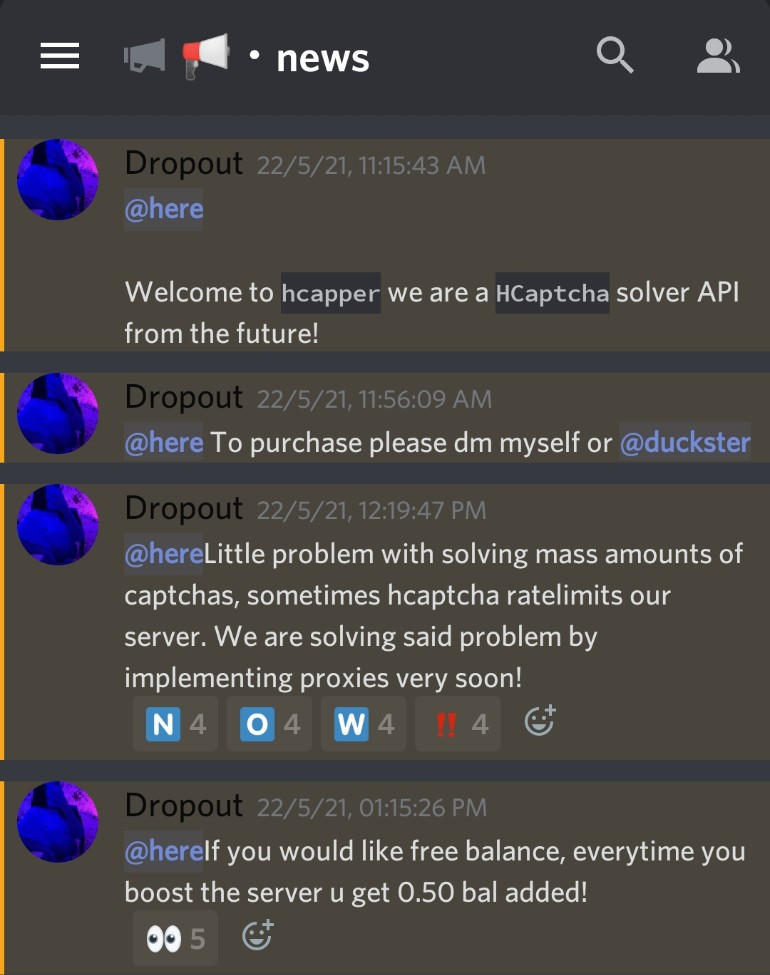 • news
Dropout 22/5/21, 11:15:43 AM
@here
Welcome to hcapper we are a HCaptcha solver API
from the future!
Dropout 22/5/21, 11:56:09 AM
@here To purchase please dm myself or @duckster
Dropout 22/5/21, 12:19:47 PM
@hereLittle problem with solving mass amounts of
captchas, sometimes hcaptcha ratelimits our
server. We are solving said problem by
implementing proxies very soon!
N 4 O 4 W 4 ‼ 4
Dropout 22/5/21, 01:15:26 PM
@hereIf you would like free balance, everytime you
boost the server u get 0.50 bal added!
5